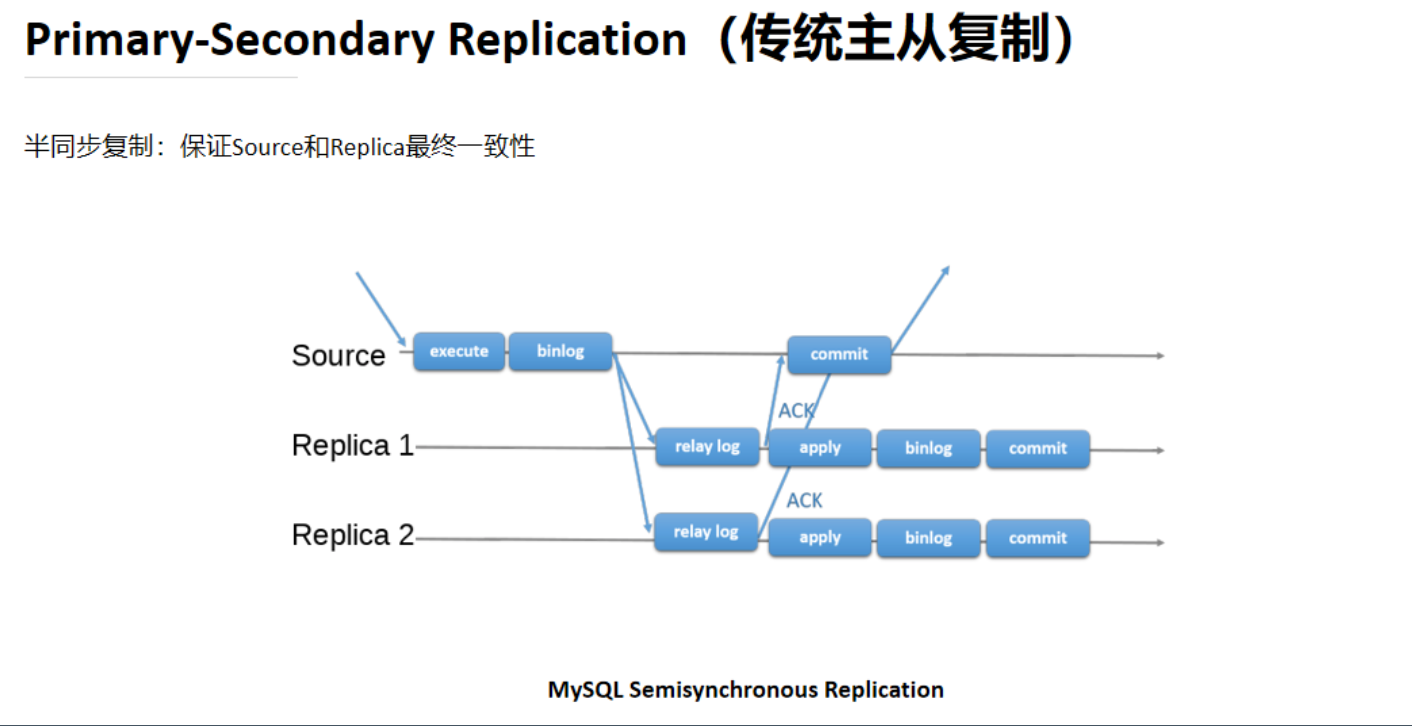 Primary-Secondary Replication（传统主从复制）
半同步复制：保证Source和Replica最终一致性
Source
execute
binlog
commit
ACK
Replica 1
relay log
apply
binlog
commit
ACK
Replica 2
relay log
apply
binlog
commit
MySQL Semisynchronous Replication